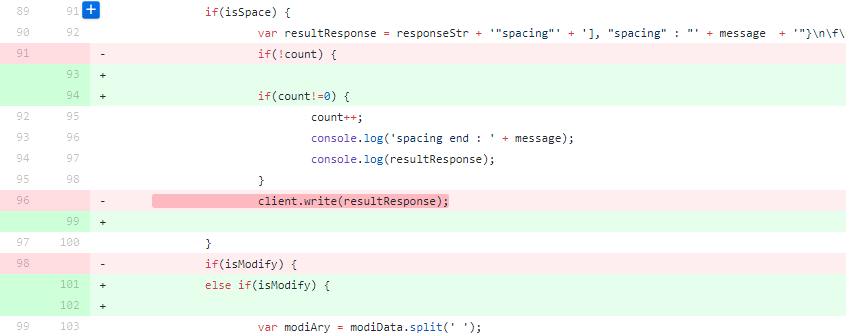 89 91 + if(isSpace) {
90 92 var resultResponse = responseStr + '"spacing"' + '], "spacing" : "' + message + '"}\n\f\
91 - if(!count) {
93 +
94 + if(count!=0) {
92 95 count++;
93 96 console.log('spacing end : ' + message);
94 97 console.log(resultResponse);
95 98 }
96 - client.write(resultResponse);
99 +
97 100 }
98 - if(isModify) {
101 + else if(isModify) {
102 +
99 103 var modiAry = modiData.split(' ');